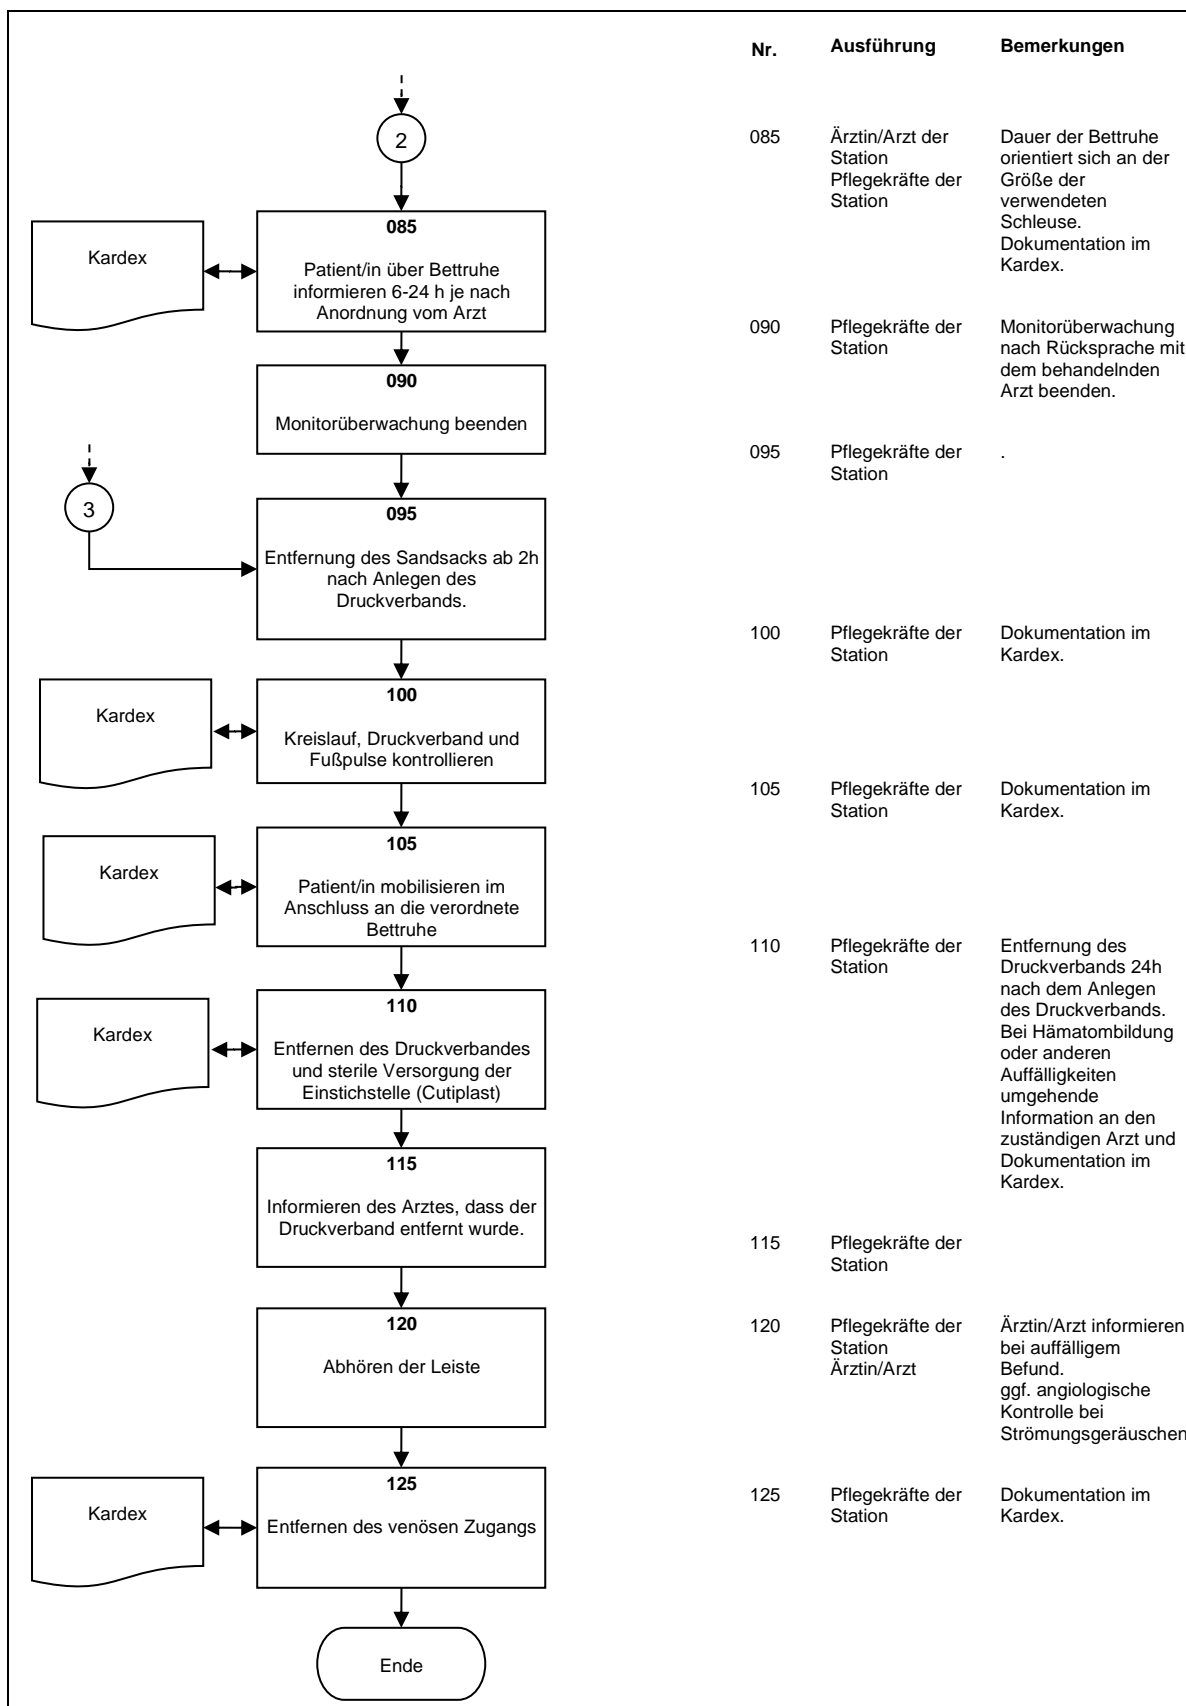 Nr. Ausführung Bemerkungen
2
085
Patient/in über Bettruhe
informieren 6-24 h je nach
Anordnung vom Arzt
Kardex
085
Ärztin/Arzt der
Station
Pflegekräfte der
Station
Dauer der Bettruhe
orientiert sich an der
Größe der
verwendeten
Schleuse.
Dokumentation im
Kardex.
090
Monitorüberwachung beenden
090
Pflegekräfte der
Station
Monitorüberwachung
nach Rücksprache mit
dem behandelnden
Arzt beenden.
3
095
Entfernung des Sandsacks ab 2h
nach Anlegen des
Druckverbands.
095
Pflegekräfte der
Station
.
100
Kreislauf, Druckverband und
Fußpulse kontrollieren
Kardex
100
Pflegekräfte der
Station
Dokumentation im
Kardex.
105
Patient/in mobilisieren im
Anschluss an die verordnete
Bettruhe
Kardex
105
Pflegekräfte der
Station
Dokumentation im
Kardex.
110
Entfernen des Druckverbandes
und sterile Versorgung der
Einstichstelle (Cutiplast)
Kardex
110
Pflegekräfte der
Station
Entfernung des
Druckverbands 24h
nach dem Anlegen
des Druckverbands.
Bei Hämatombildung
oder anderen
Auffälligkeiten
umgehende
Information an den
zuständigen Arzt und
Dokumentation im
Kardex.
115
Informieren des Arztes, dass der
Druckverband entfernt wurde.
115
Pflegekräfte der
Station
120
Abhören der Leiste
120
Pflegekräfte der
Station
Ärztin/Arzt
Ärztin/Arzt informieren
bei auffälligem
Befund.
ggf. angiologische
Kontrolle bei
Strömungsgeräuschen
125
Entfernen des venösen Zugangs
Kardex
125
Pflegekräfte der
Station
Dokumentation im
Kardex.
Ende